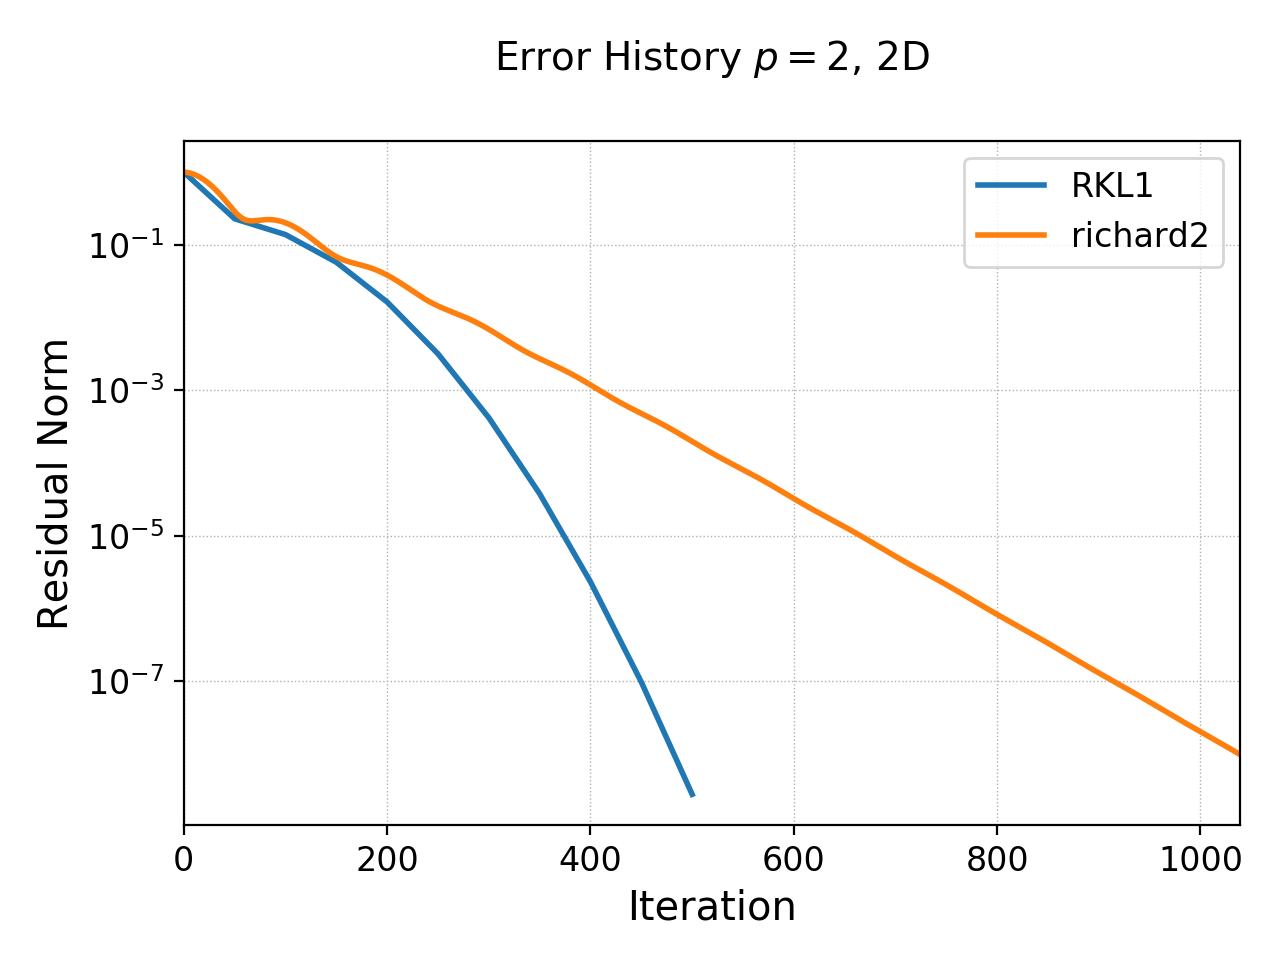 Error History p = 2, 2D
RKL1
richard2
10⁻¹
10⁻³
10⁻⁵
10⁻⁷
Residual Norm
0 200 400 600 800 1000
Iteration